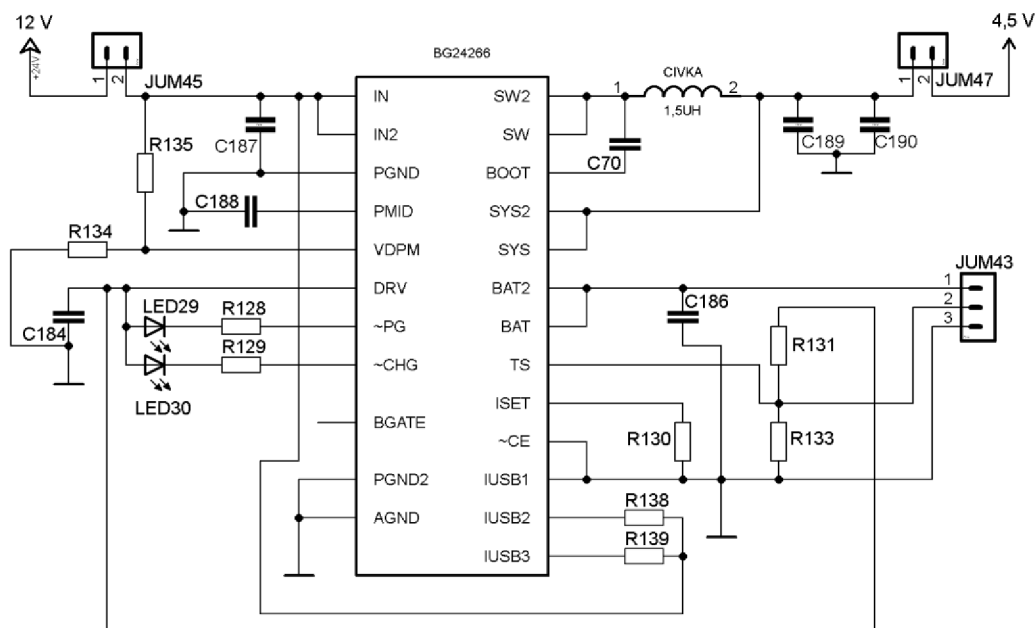 12 V
4,5 V
+24V
1
2
JUM45
BG24266
CIVKA
1
2
1,5UH
1
2
JUM47
IN
SW2
C187
R135
IN2
SW
C70
C189
C190
PGND
BOOT
C188
PMID
SYS2
R134
VDPM
SYS
JUM43
DRV
BAT2
1
LED29
R128
C186
2
C184
~PG
BAT
3
R129
R131
~CHG
TS
LED30
ISET
BGATE
R130
R133
~CE
PGND2
IUSB1
R138
AGND
IUSB2
R139
IUSB3